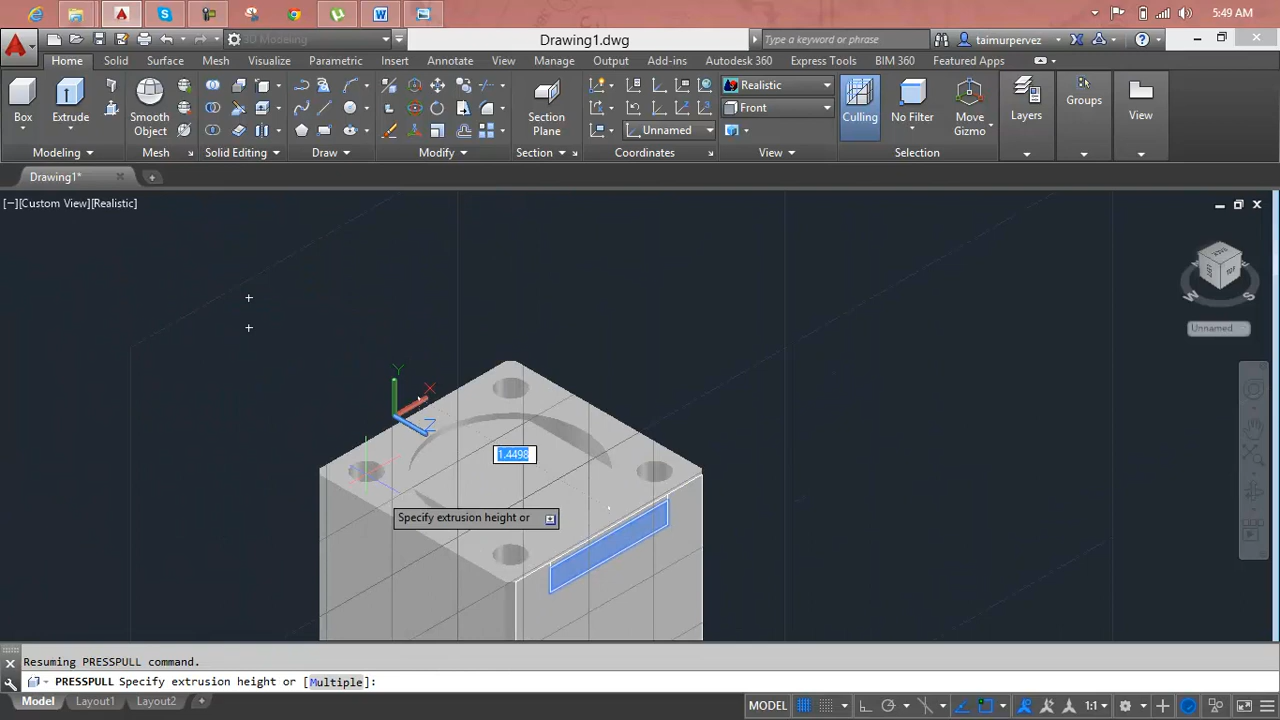 5:49 AM
3D Modeling
Drawing1.dwg
Type a keyword or phrase
taimurpervez
Home Solid Surface Mesh Visualize Parametric Insert Annotate View Manage Output Add-ins Autodesk 360 Express Tools BIM 360 Featured Apps
Realistic
Front
Unnamed
Box
Extrude
Smooth
Object
Section
Plane
Culling
No Filter
Move
Gizmo
Layers
Groups
View
Modeling
Mesh
Solid Editing
Draw
Modify
Section
Coordinates
View
Selection
Drawing1*
[−][Custom View][Realistic]
W
S
Unnamed
Y
X
Z
1.4498
Specify extrusion height or
Resuming PRESSPULL command.
PRESSPULL Specify extrusion height or [Multiple]:
Model Layout1 Layout2
MODEL
1:1